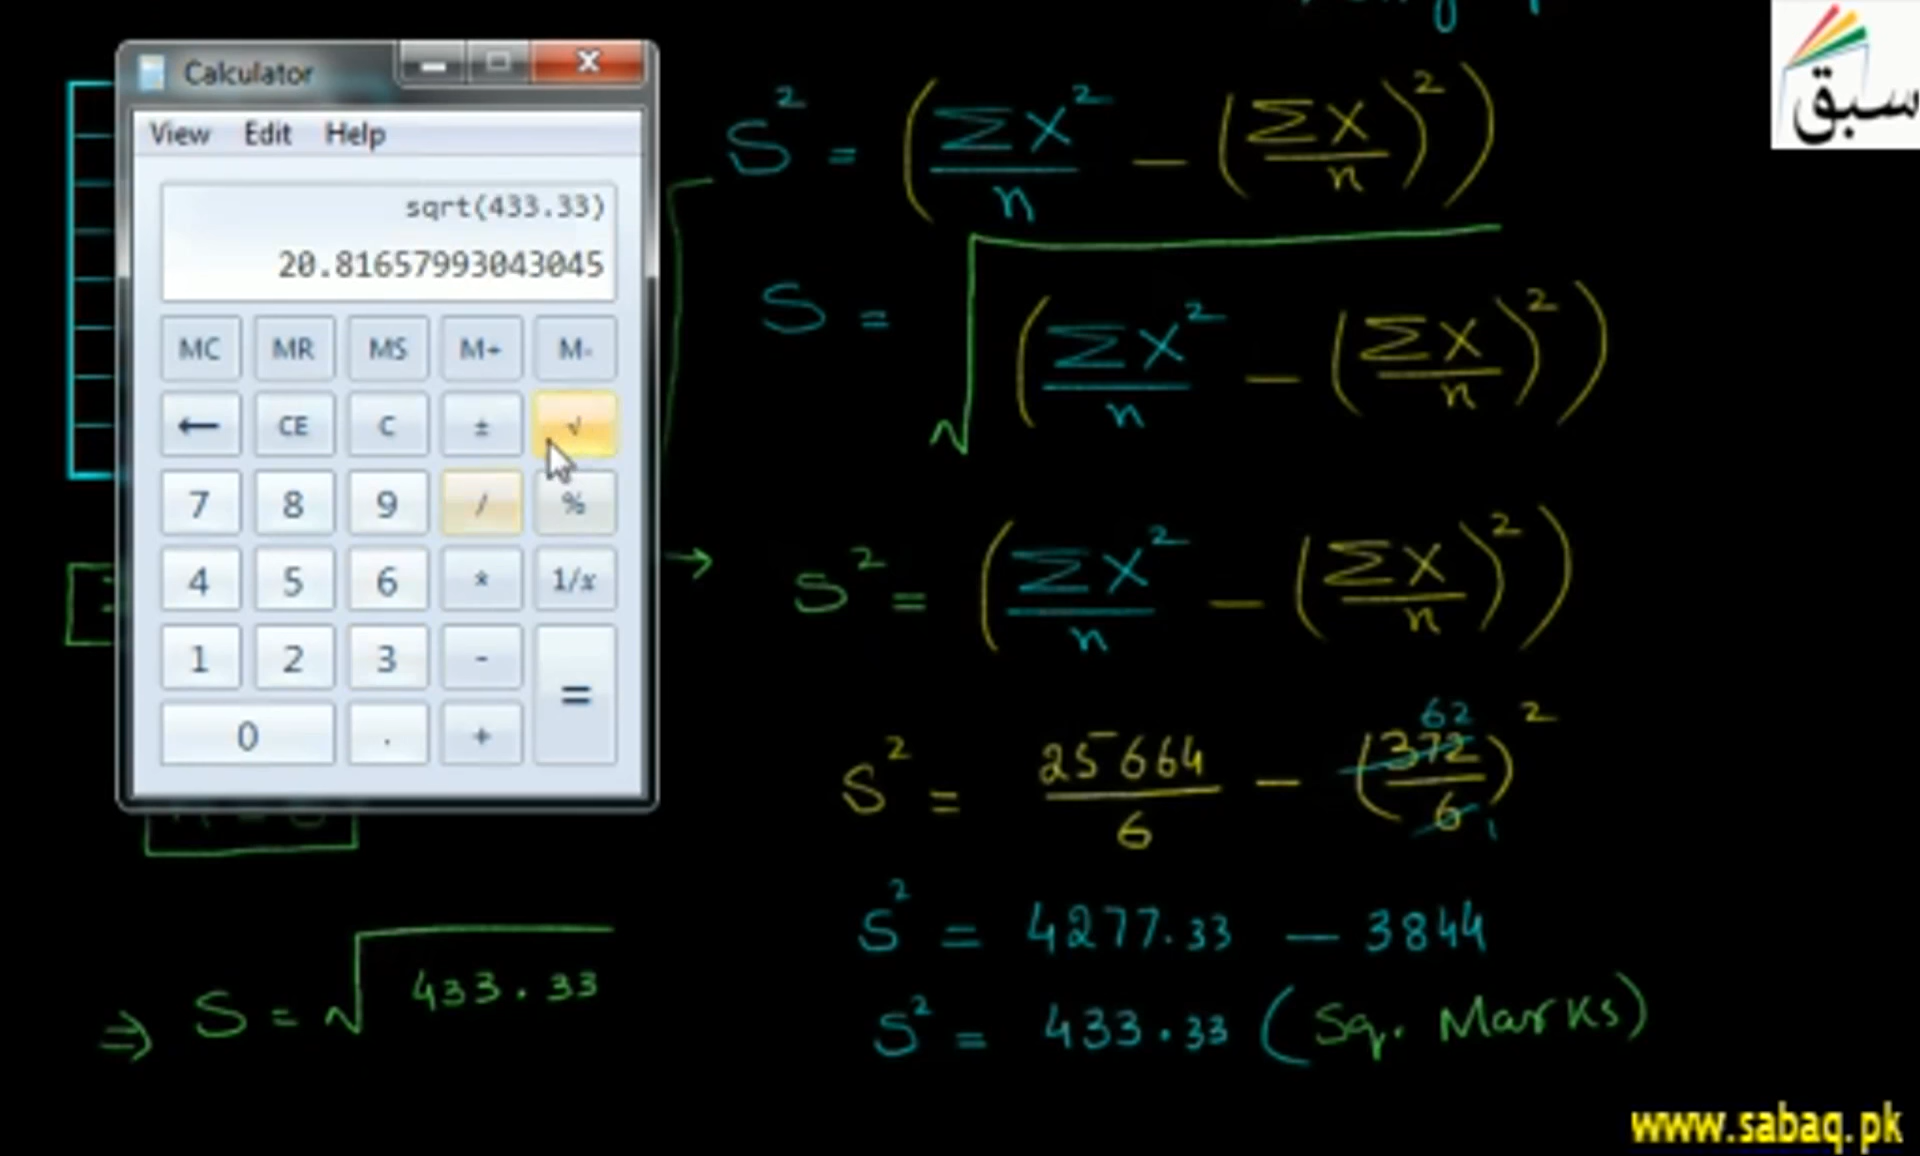 سبق
Calculator
View Edit Help
sqrt(433.33)
20.81657993043045
MC MR MS M+ M-
← CE C ± √
7 8 9 / %
4 5 6 * 1/x
1 2 3 - =
0 . +
S² = (Σx²/n − (Σx/n)²)
S = √(Σx²/n − (Σx/n)²)
→ S² = (Σx²/n − (Σx/n)²)
S² = 25664/6 − (372/6)² 62 1
S² = 4277.33 − 3844
S² = 433.33 (Sq. Marks)
⇒ S = √433.33
www.sabaq.pk